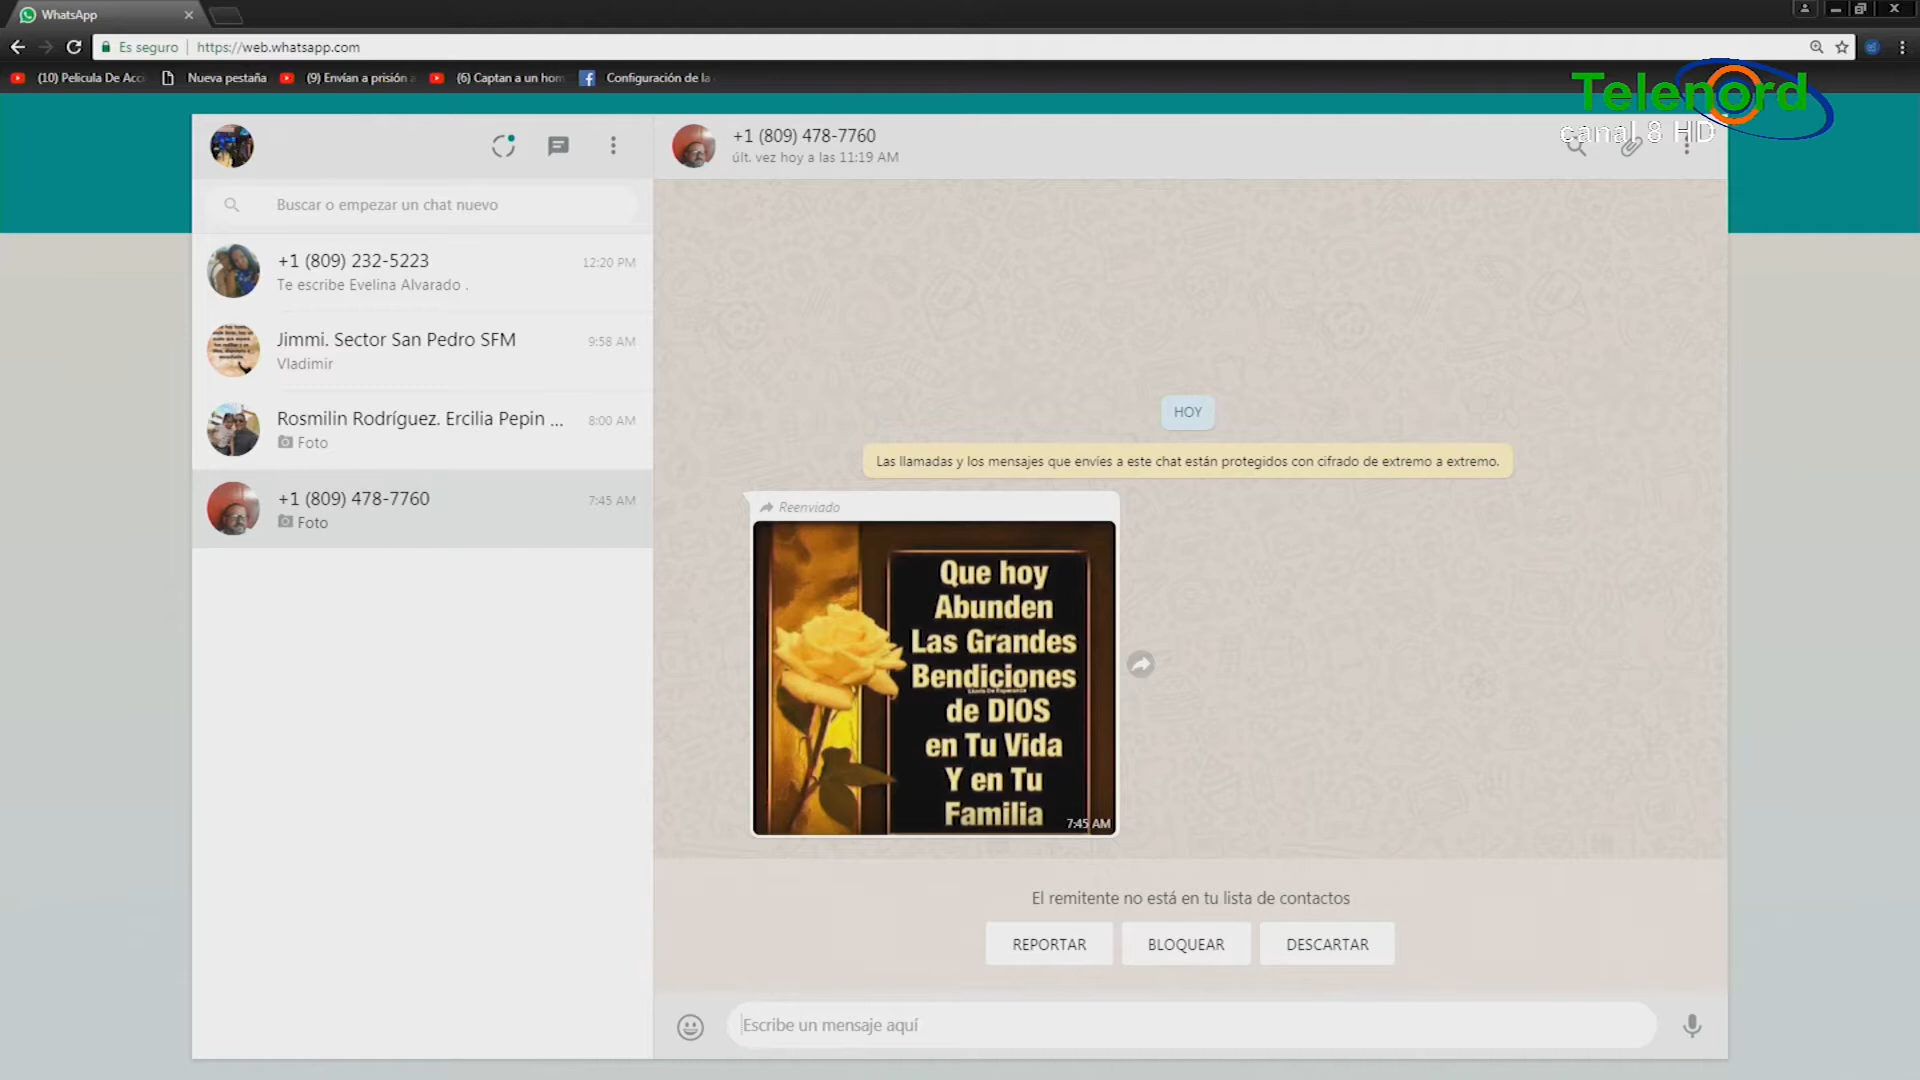 WhatsApp
Es seguro
https://web.whatsapp.com
(10) Pelicula De Acci
Nueva pestaña
(9) Envían a prisión a
(6) Captan a un hom
Configuración de la
Telenord
canal 8 HD
+1 (809) 478-7760
últ. vez hoy a las 11:19 AM
Buscar o empezar un chat nuevo
+1 (809) 232-5223
12:20 PM
Te escribe Evelina Alvarado .
Jimmi. Sector San Pedro SFM
9:58 AM
Vladimir
Rosmilin Rodríguez. Ercilia Pepin ...
8:00 AM
Foto
+1 (809) 478-7760
7:45 AM
Foto
HOY
Las llamadas y los mensajes que envíes a este chat están protegidos con cifrado de extremo a extremo.
Reenviado
Que hoy
Abunden
Las Grandes
Bendiciones
de DIOS
en Tu Vida
Y en Tu
Familia
7:45 AM
El remitente no está en tu lista de contactos
REPORTAR
BLOQUEAR
DESCARTAR
Escribe un mensaje aquí